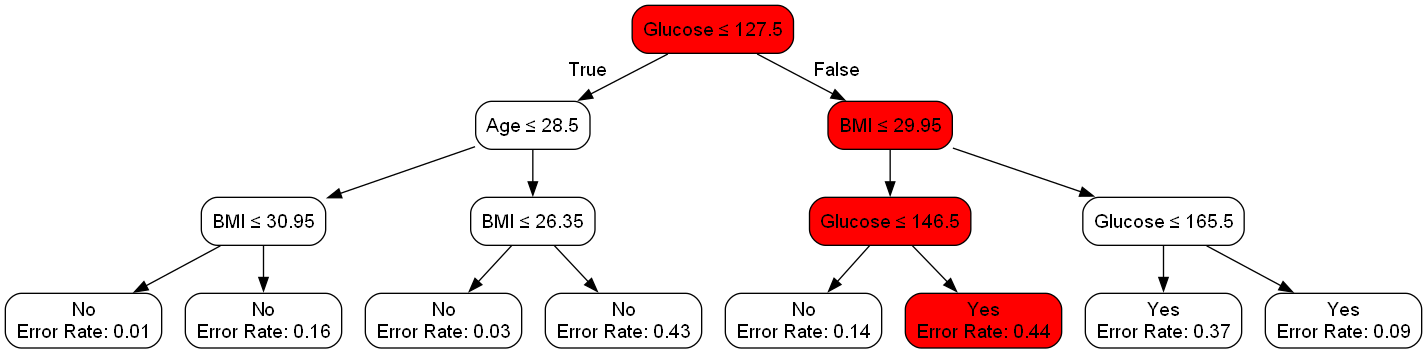 Glucose ≤ 127.5
True
False
Age ≤ 28.5
BMI ≤ 29.95
BMI ≤ 30.95
BMI ≤ 26.35
Glucose ≤ 146.5
Glucose ≤ 165.5
No
Error Rate: 0.01
No
Error Rate: 0.16
No
Error Rate: 0.03
No
Error Rate: 0.43
No
Error Rate: 0.14
Yes
Error Rate: 0.44
Yes
Error Rate: 0.37
Yes
Error Rate: 0.09